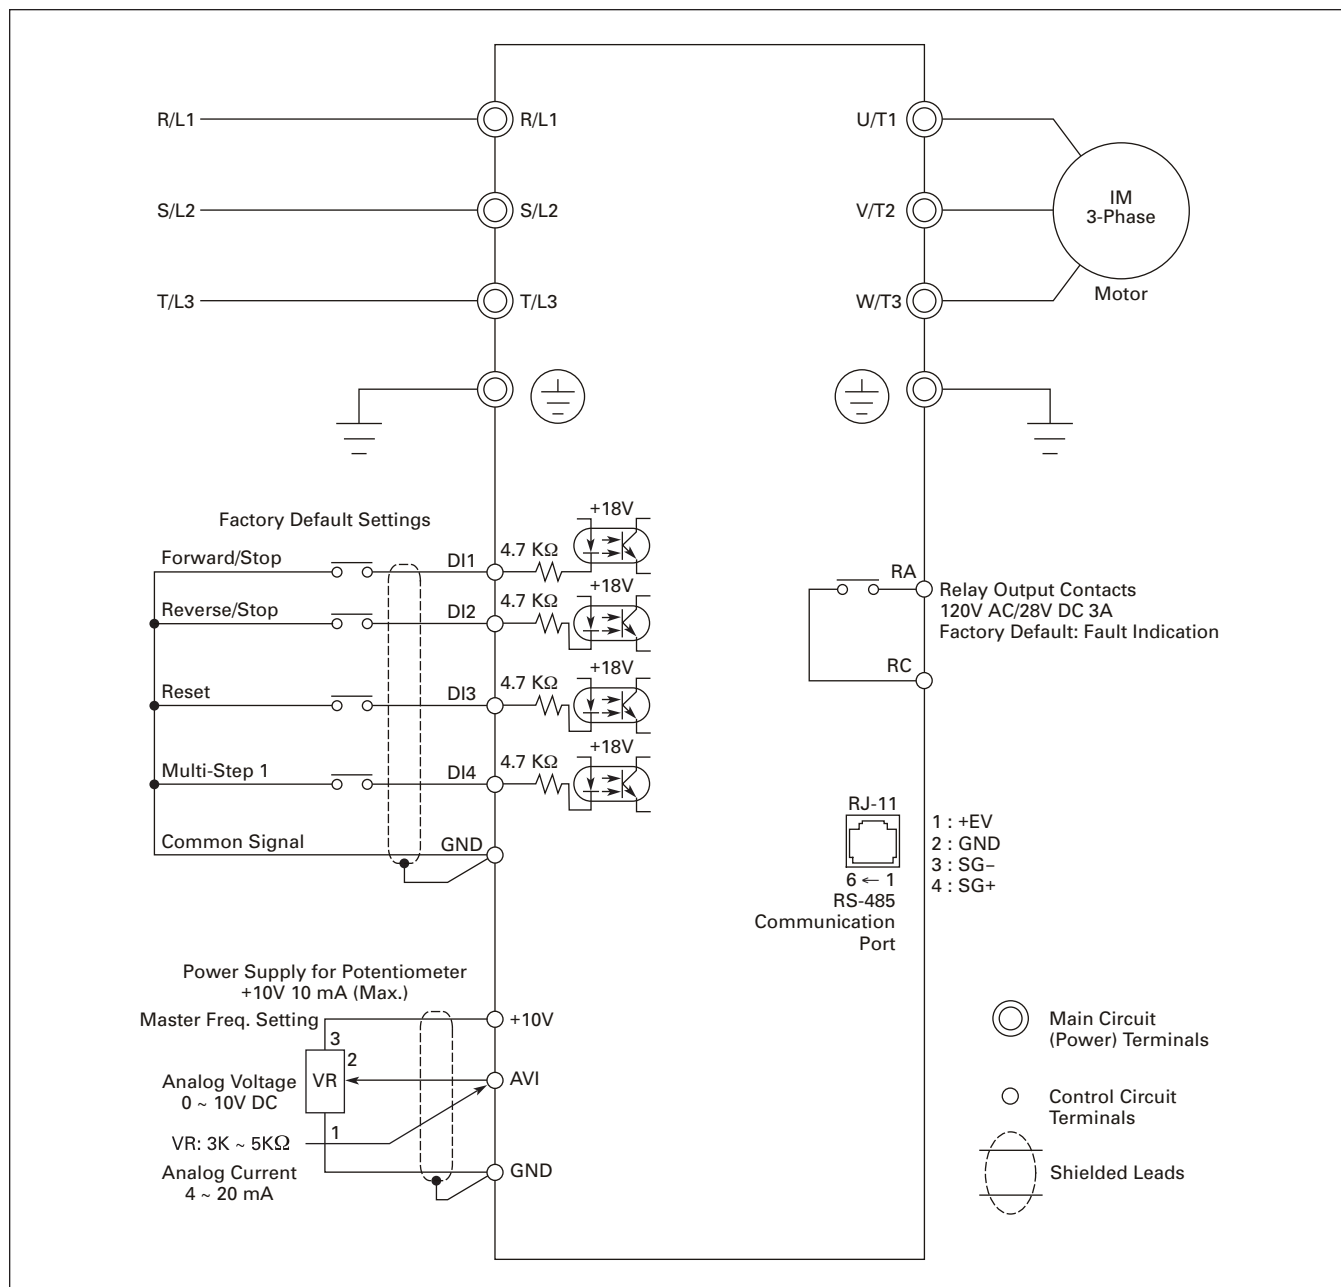 R/L1
R/L1
U/T1
IM
3-Phase
S/L2
S/L2
V/T2
T/L3
T/L3
W/T3
Motor
Factory Default Settings
+18V
Forward/Stop
DI1
4.7 KΩ
+18V
Reverse/Stop
DI2
4.7 KΩ
+18V
Reset
DI3
4.7 KΩ
+18V
Multi-Step 1
DI4
4.7 KΩ
Common Signal
GND
RA
Relay Output Contacts
120V AC/28V DC 3A
Factory Default: Fault Indication
RC
RJ-11
6 ← 1
RS-485
Communication
Port
1 : +EV
2 : GND
3 : SG–
4 : SG+
Power Supply for Potentiometer
+10V 10 mA (Max.)
Master Freq. Setting
+10V
3
2
VR
Analog Voltage
0 ~ 10V DC
AVI
1
VR: 3K ~ 5KΩ
Analog Current
4 ~ 20 mA
GND
Main Circuit
(Power) Terminals
Control Circuit
Terminals
Shielded Leads